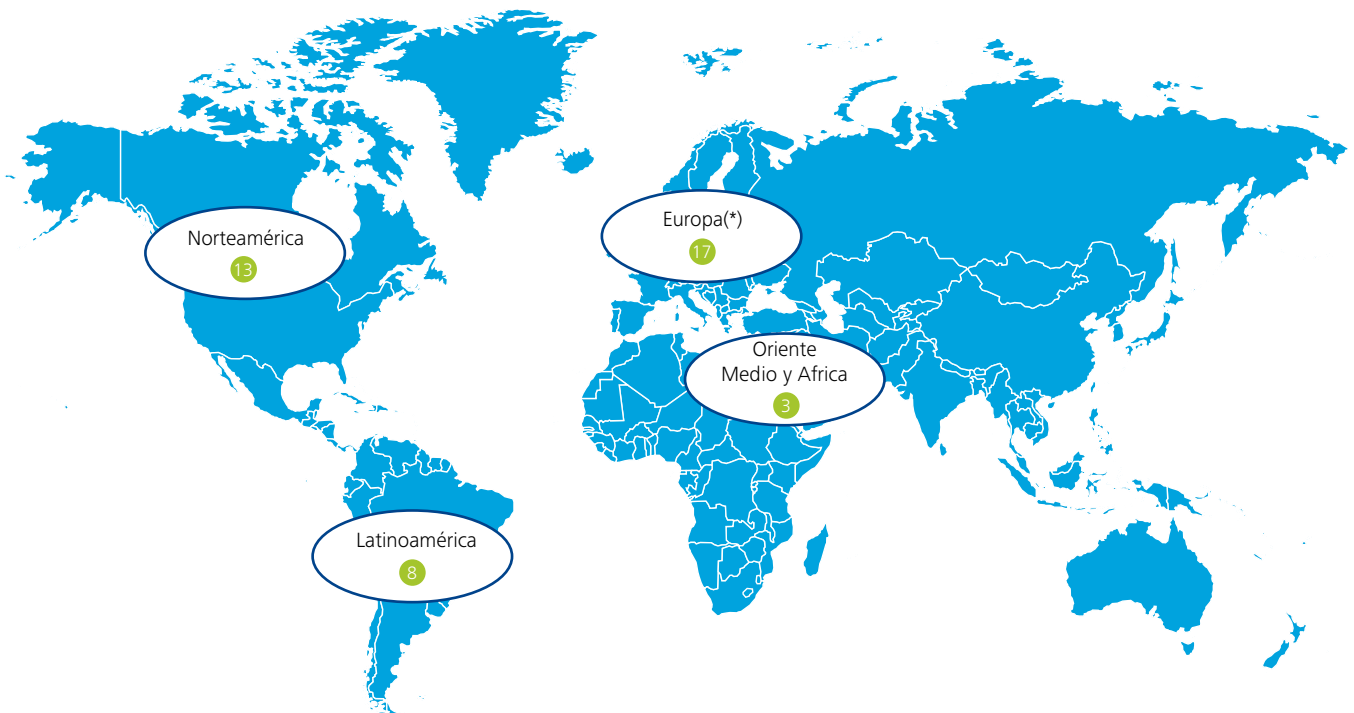 Norteamérica
13
Europa(*)
17
Oriente
Medio y Africa
3
Latinoamérica
8